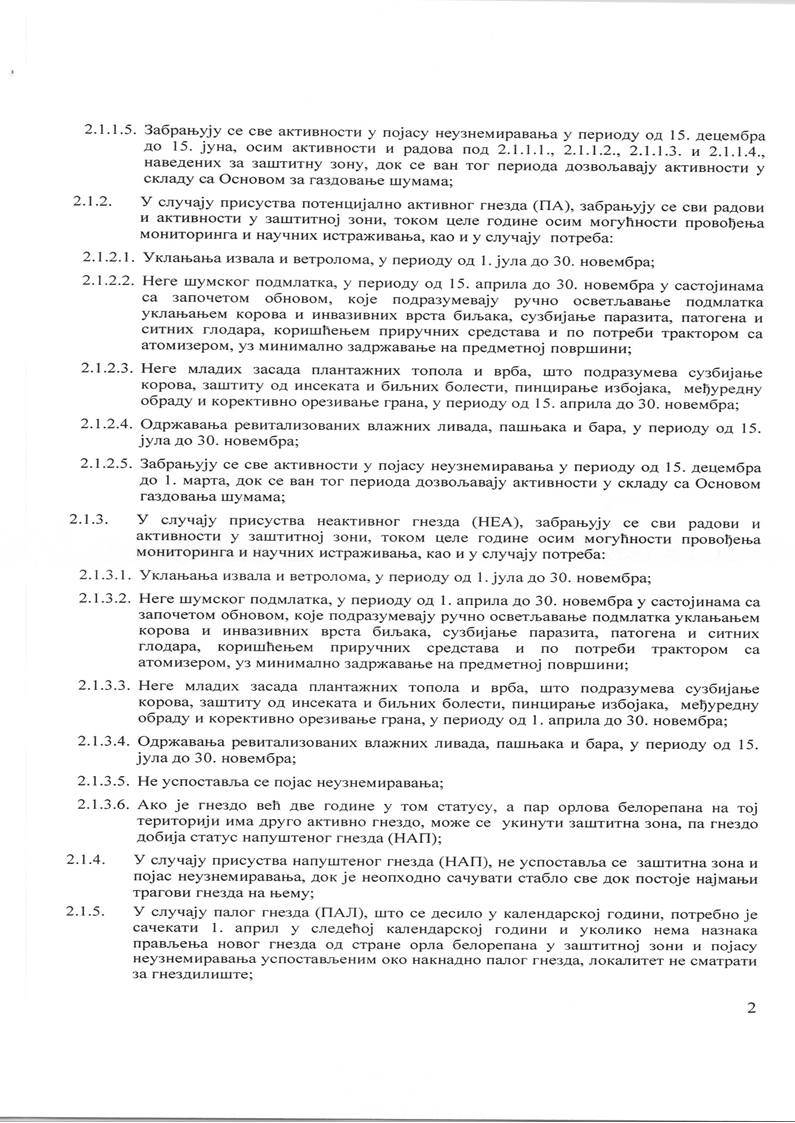 2.1.1.5. Забрањују се све активности у појасу неузнемиравања у периоду од 15. децембра
до 15. јуна, осим активности и радова под 2.1.1.1., 2.1.1.2., 2.1.1.3. и 2.1.1.4.,
наведених за заштитну зону, док се ван тог периода дозвољавају активности у
складу са Основом за газдовање шумама;
2.1.2. У случају присуства потенцијално активног гнезда (ПА), забрањују се сви радови
и активности у заштитној зони, током целе године осим могућности провођења
мониторинга и научних истраживања, као и у случају потреба:
2.1.2.1. Уклањања извала и ветролома, у периоду од 1. јула до 30. новембра;
2.1.2.2. Неге шумског подмлатка, у периоду од 15. априла до 30. новембра у састојинама
са започетом обновом, које подразумевају ручно осветљавање подмлатка
уклањањем корова и инвазивних врста биљака, сузбијање паразита, патогена и
ситних глодара, коришћењем приручних средстава и по потреби трактором са
атомизером, уз минимално задржавање на предметној површини;
2.1.2.3. Неге младих засада плантажних топола и врба, што подразумева сузбијање
корова, заштиту од инсеката и биљних болести, пинцирање избојака, међуредну
обраду и корективно орезивање грана, у периоду од 15. априла до 30. новембра;
2.1.2.4. Одржавања ревитализованих влажних ливада, пашњака и бара, у периоду од 15.
јула до 30. новембра;
2.1.2.5. Забрањују се све активности у појасу неузнемиравања у периоду од 15. децембра
до 1. марта, док се ван тог периода дозвољавају активности у складу са Основом
газдовања шумама;
2.1.3. У случају присуства неактивног гнезда (НЕА), забрањују се сви радови и
активности у заштитној зони, током целе године осим могућности провођења
мониторинга и научних истраживања, као и у случају потреба:
2.1.3.1. Уклањања извала и ветролома, у периоду од 1. јула до 30. новембра;
2.1.3.2. Неге шумског подмлатка, у периоду од 1. априла до 30. новембра у састојинама са
започетом обновом, које подразумевају ручно осветљавање подмлатка уклањањем
корова и инвазивних врста биљака, сузбијање паразита, патогена и ситних
глодара, коришћењем приручних средстава и по потреби трактором са
атомизером, уз минимално задржавање на предметној површини;
2.1.3.3. Неге младих засада плантажних топола и врба, што подразумева сузбијање
корова, заштиту од инсеката и биљних болести, пинцирање избојака, међуредну
обраду и корективно орезивање грана, у периоду од 1. априла до 30. новембра;
2.1.3.4. Одржавања ревитализованих влажних ливада, пашњака и бара, у периоду од 15.
јула до 30. новембра;
2.1.3.5. Не успоставља се појас неузнемиравања;
2.1.3.6. Ако је гнездо већ две године у том статусу, а пар орлова белорепана на тој
територији има друго активно гнездо, може се укинути заштитна зона, па гнездо
добија статус напуштеног гнезда (НАП);
2.1.4. У случају присуства напуштеног гнезда (НАП), не успоставља се заштитна зона и
појас неузнемиравања, док је неопходно сачувати стабло све док постоје најмањи
трагови гнезда на њему;
2.1.5. У случају палог гнезда (ПАЛ), што се десило у календарској години, потребно је
сачекати 1. април у следећој календарској години и уколико нема назнака
прављења новог гнезда од стране орла белорепана у заштитној зони и појасу
неузнемиравања успостављеним око накнадно палог гнезда, локалитет не сматрати
за гнездилиште;
2